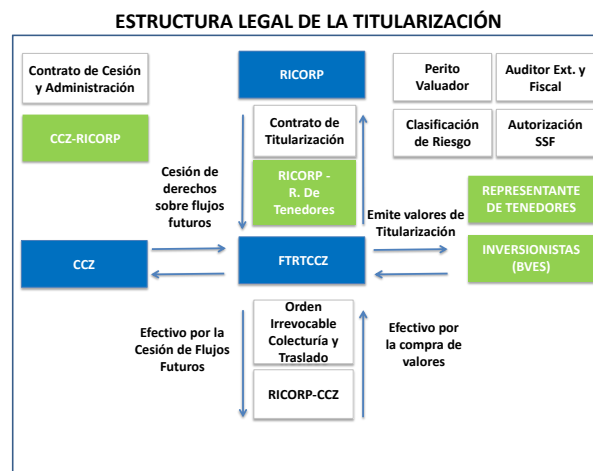 ESTRUCTURA LEGAL DE LA TITULARIZACIÓN
Contrato de Cesión
y Administración
RICORP
Perito
Valuador
Auditor Ext. y
Fiscal
CCZ-RICORP
Contrato de
Titularización
Clasificación
de Riesgo
Autorización
SSF
Cesión de
derechos
sobre flujos
futuros
RICORP -
R. De
Tenedores
Emite valores de
Titularización
REPRESENTANTE
DE TENEDORES
CCZ
FTRTCCZ
INVERSIONISTAS
(BVES)
Efectivo por la
Cesión de Flujos
Futuros
Orden
Irrevocable
Colecturía y
Traslado
Efectivo por
la compra de
valores
RICORP-CCZ